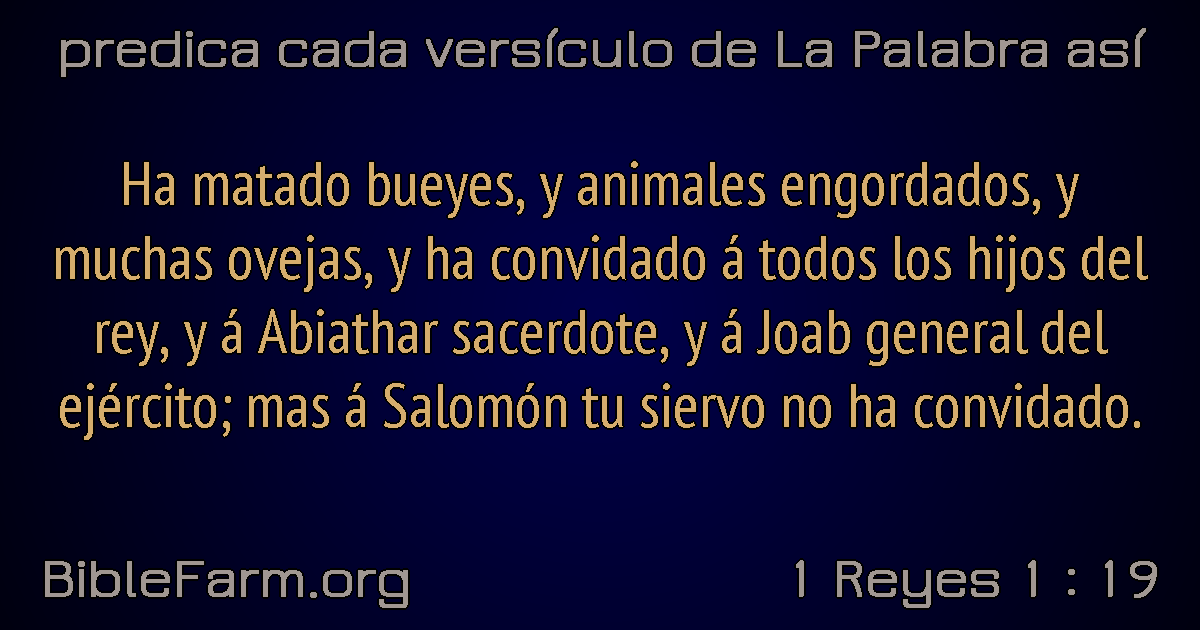 predica cada versículo de La Palabra así
Ha matado bueyes, y animales engordados, y
muchas ovejas, y ha convidado á todos los hijos del
rey, y á Abiathar sacerdote, y á Joab general del
ejército; mas á Salomón tu siervo no ha convidado.
BibleFarm.org
1 Reyes 1 : 19